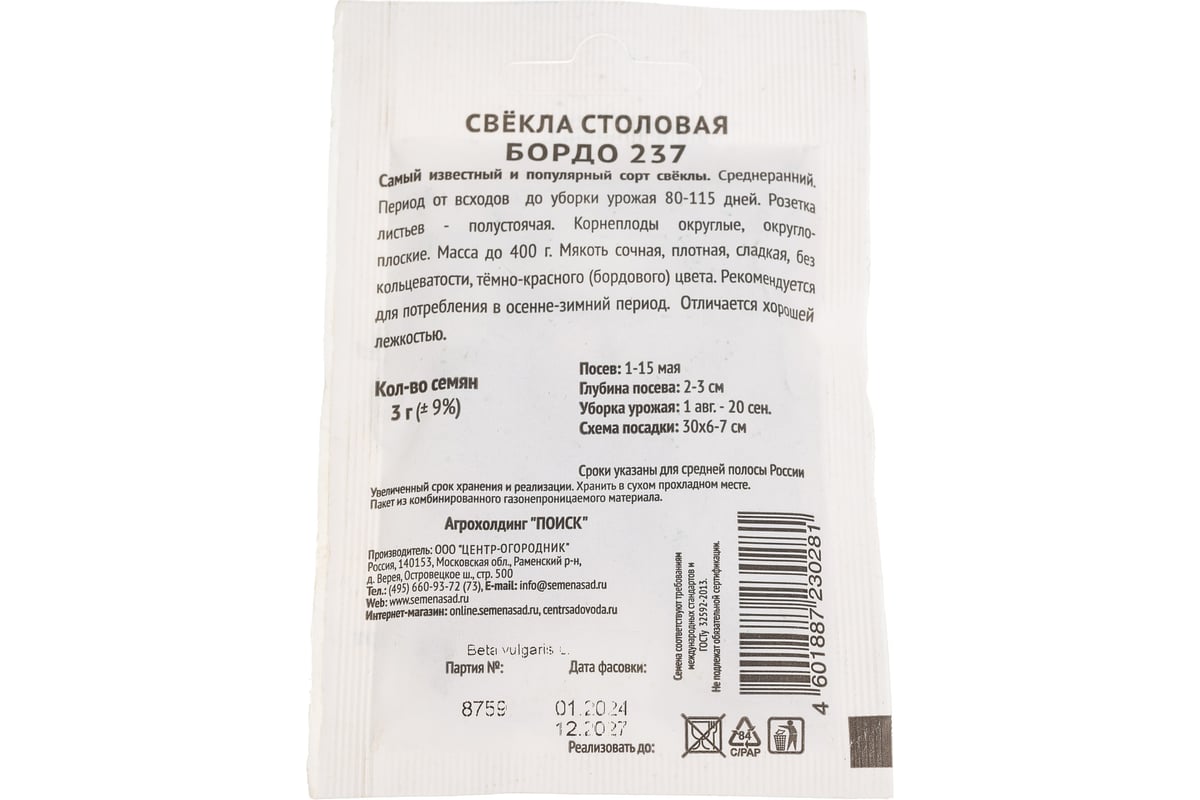 СВЁКЛА СТОЛОВАЯ
БОРДО 237
Самый известный и популярный сорт свёклы. Среднеранний.
Период от всходов до уборки урожая 80-115 дней. Розетка
листьев - полустоячая. Корнеплоды округлые, округло-
плоские. Масса до 400 г. Мякоть сочная, плотная, сладкая, без
кольцеватости, тёмно-красного (бордового) цвета. Рекомендуется
для потребления в осенне-зимний период. Отличается хорошей
лежкостью.
Кол-во семян
3 г (± 9%)
Посев: 1-15 мая
Глубина посева: 2-3 см
Уборка урожая: 1 авг. - 20 сен.
Схема посадки: 30х6-7 см
Сроки указаны для средней полосы России
Увеличенный срок хранения и реализации. Хранить в сухом прохладном месте.
Пакет из комбинированного газонепроницаемого материала.
Агрохолдинг "ПОИСК"
Производитель: ООО "ЦЕНТР-ОГОРОДНИК"
Россия, 140153, Московская обл., Раменский р-н,
д. Верея, Островецкое ш., стр. 500
Тел.: (495) 660-93-72 (73), E-mail: info@semenasad.ru
Web: www.semenasad.ru
Интернет-магазин: online.semenasad.ru, centrsadovoda.ru
Семена соответствуют требованиям
международных стандартов и
ГОСТу 32592-2013.
Не подлежат обязательной сертификации.
4 601887 230281
Beta vulgaris L.
Партия №:
Дата фасовки:
8759
01.2024
12.2027
Реализовать до:
84
C/PAP